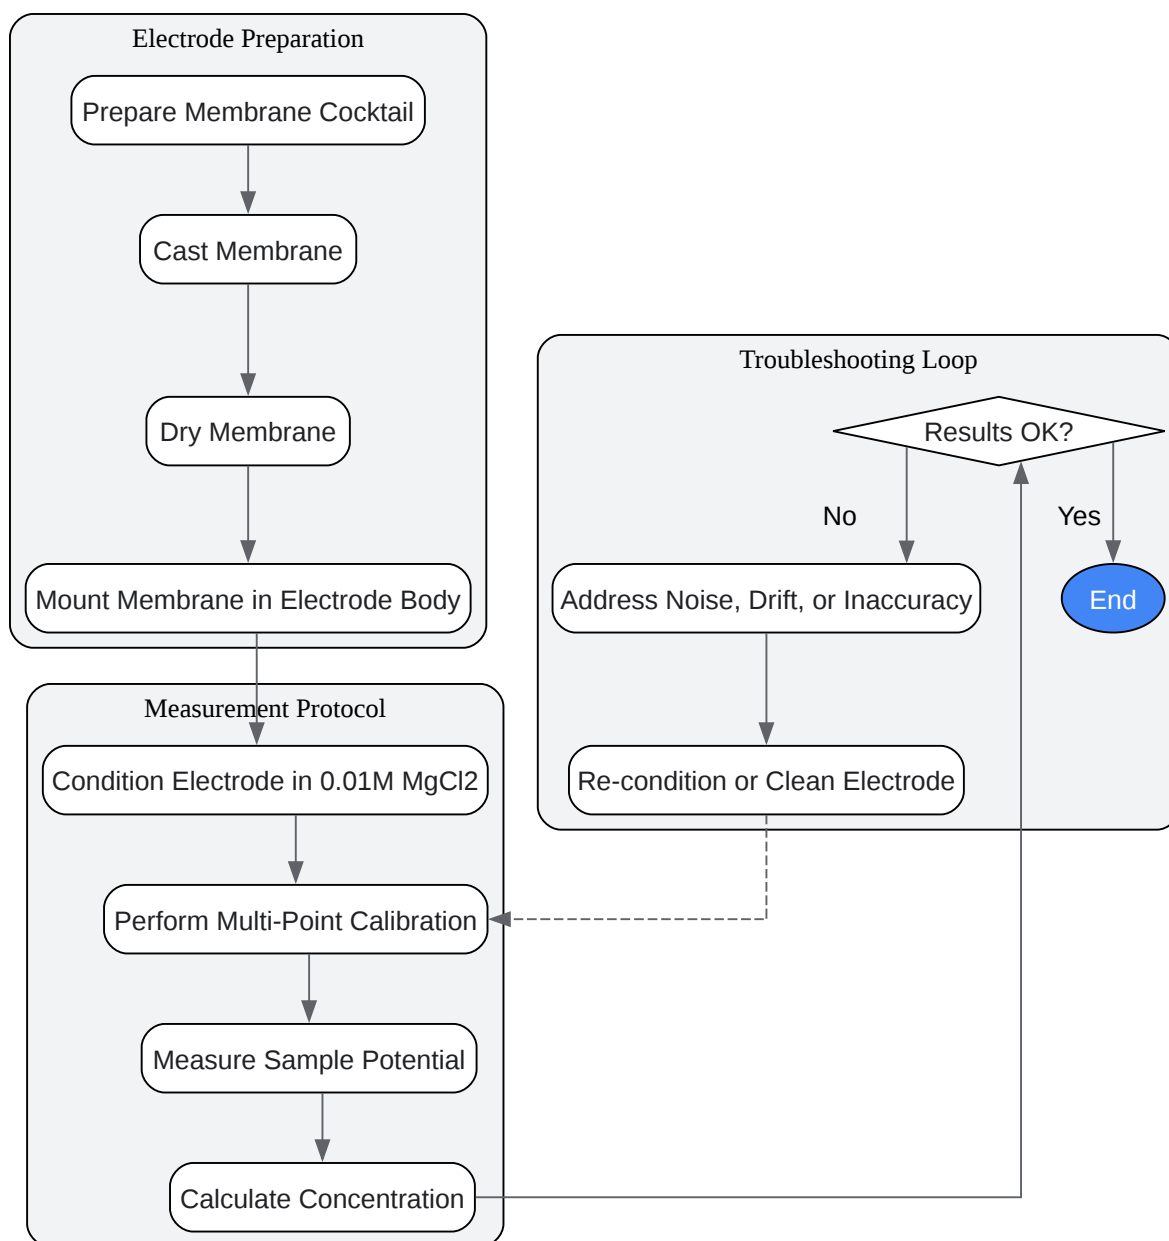 Electrode Preparation
Prepare Membrane Cocktail
Cast Membrane
Dry Membrane
Mount Membrane in Electrode Body
Measurement Protocol
Condition Electrode in 0.01M MgCl2
Perform Multi-Point Calibration
Measure Sample Potential
Calculate Concentration
Troubleshooting Loop
Results OK?
No
Yes
Address Noise, Drift, or Inaccuracy
End
Re-condition or Clean Electrode